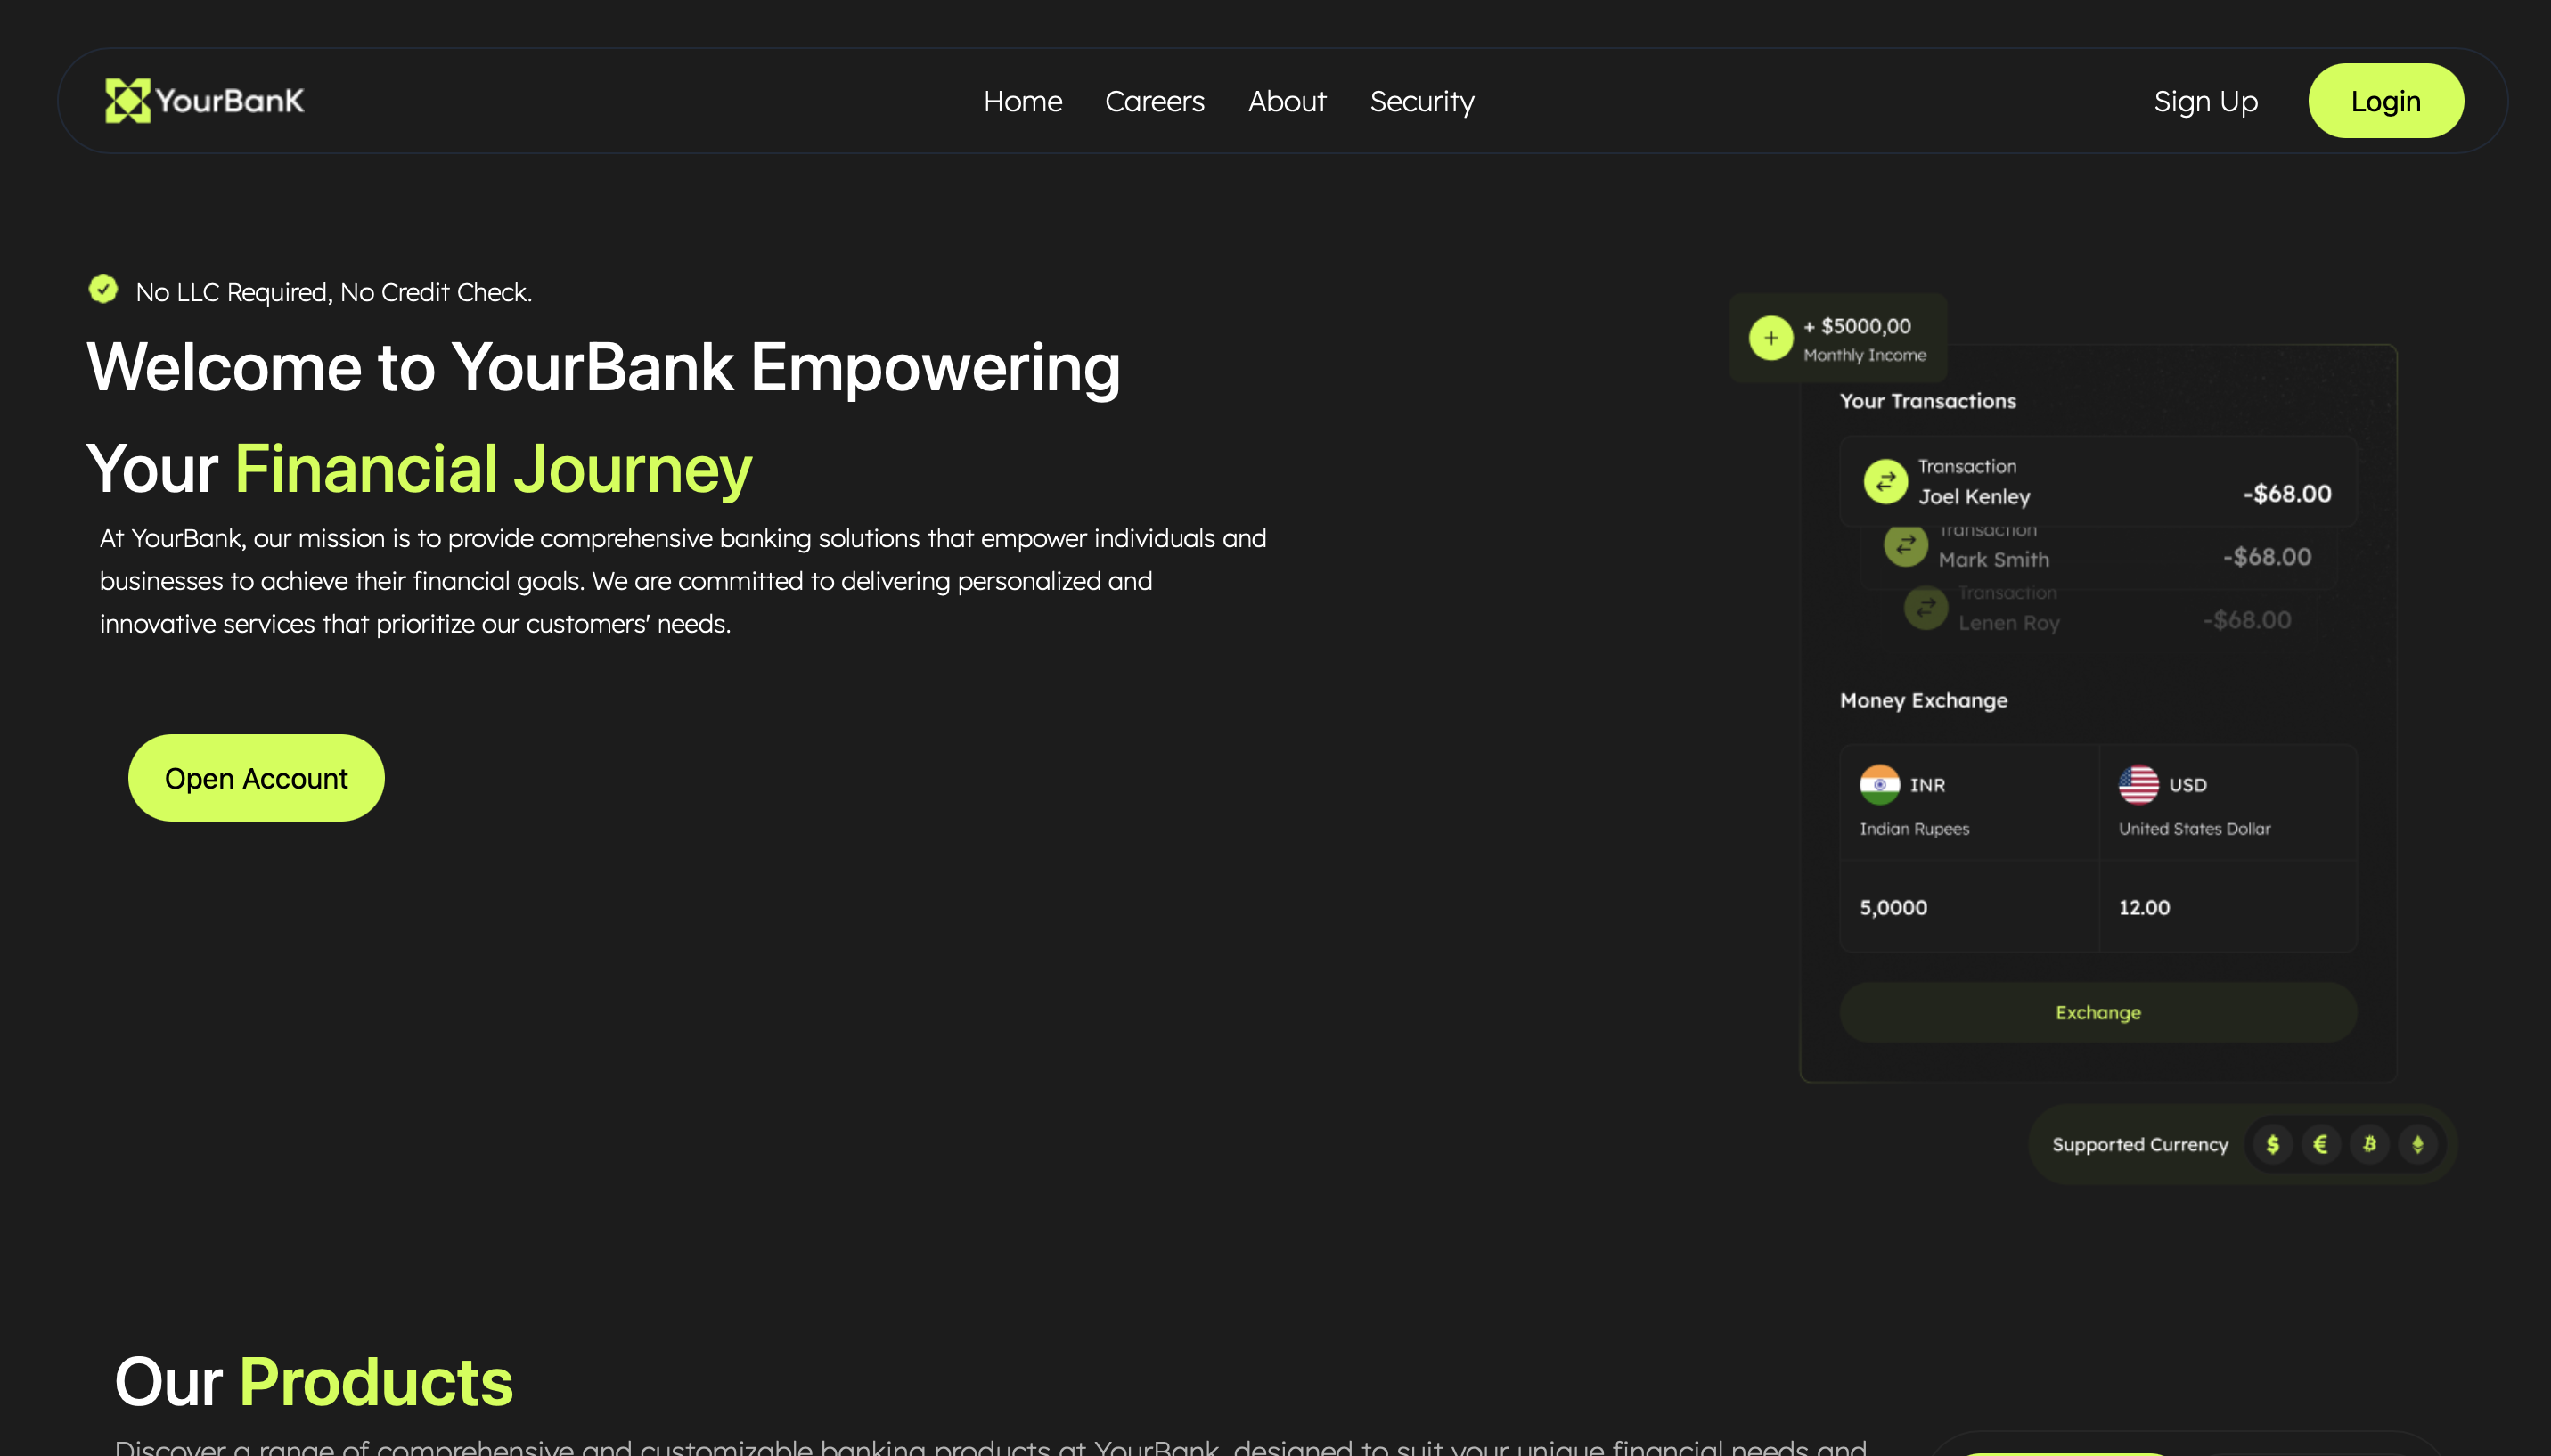 YourBanK
Home
Careers
About
Security
Sign Up
Login
No LLC Required, No Credit Check.
Welcome to YourBank Empowering
Your Financial Journey
At YourBank, our mission is to provide comprehensive banking solutions that empower individuals and
businesses to achieve their financial goals. We are committed to delivering personalized and
innovative services that prioritize our customers' needs.
Open Account
+ $5000,00
Monthly Income
Your Transactions
Transaction
Joel Kenley
-$68.00
Transaction
Mark Smith
-$68.00
Transaction
Lenen Roy
-$68.00
Money Exchange
INR
Indian Rupees
USD
United States Dollar
5,0000
12.00
Exchange
Supported Currency
$ € ₿
Our Products
Discover a range of comprehensive and customizable banking products at YourBank, designed to suit your unique financial needs and